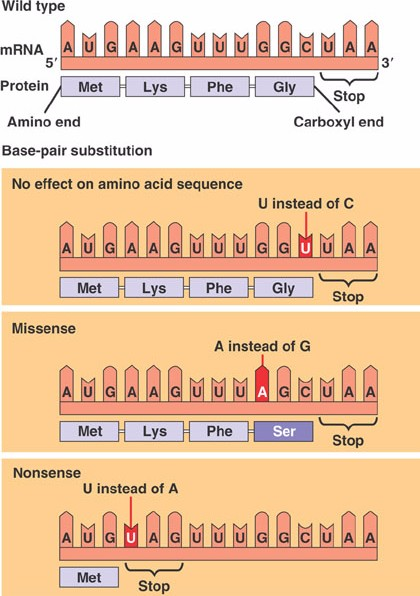 Wild type
mRNA
A U G A A G U U U G G C U A A
5′ 3′
Protein Met Lys Phe Gly Stop
Amino end Carboxyl end
Base-pair substitution
No effect on amino acid sequence
U instead of C
A U G A A G U U U G G U U A A
Met Lys Phe Gly Stop
Missense
A instead of G
A U G A A G U U U A G C U A A
Met Lys Phe Ser Stop
Nonsense
U instead of A
A U G U A G U U U G G C U A A
Met Stop